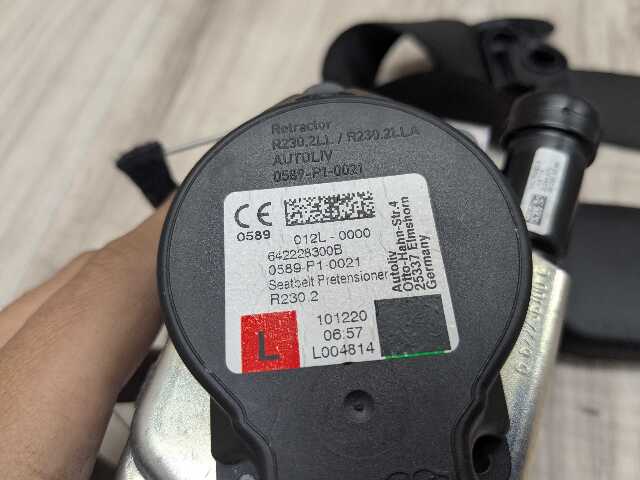 Retractor
R230.2LL / R230.2LLA
AUTOLIV
0589-P1-0021
CE
0589
012L - 0000
642228300B
0589-P1-0021
Seatbelt Pretensioner
R230.2
L
101220
06:57
L004814
Autoliv
Otto-Hahn-Str.4
25337 Elmshorn
Germany